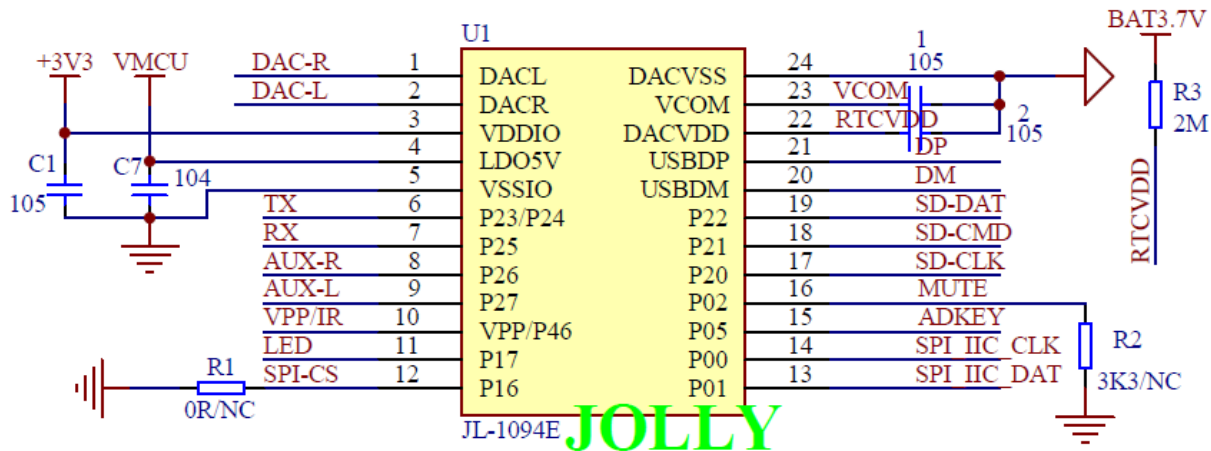 U1
1
105
BAT3.7V
+3V3 VMCU
DAC-R 1 DACL DACVSS 24
DAC-L 2 DACR VCOM 23 VCOM
3 VDDIO DACVDD 22 RTCVDD
2
105
R3
2M
4 LDO5V USBDP 21 DP
C1
105
C7
104
5 VSSIO USBDM 20 DM
TX 6 P23/P24 P22 19 SD-DAT
RX 7 P25 P21 18 SD-CMD
AUX-R 8 P26 P20 17 SD-CLK
RTCVDD
AUX-L 9 P27 P02 16 MUTE
VPP/IR 10 VPP/P46 P05 15 ADKEY
LED 11 P17 P00 14 SPI_IIC_CLK
R1
0R/NC
SPI-CS 12 P16 P01 13 SPI_IIC_DAT
R2
3K3/NC
JL-1094E
JOLLY